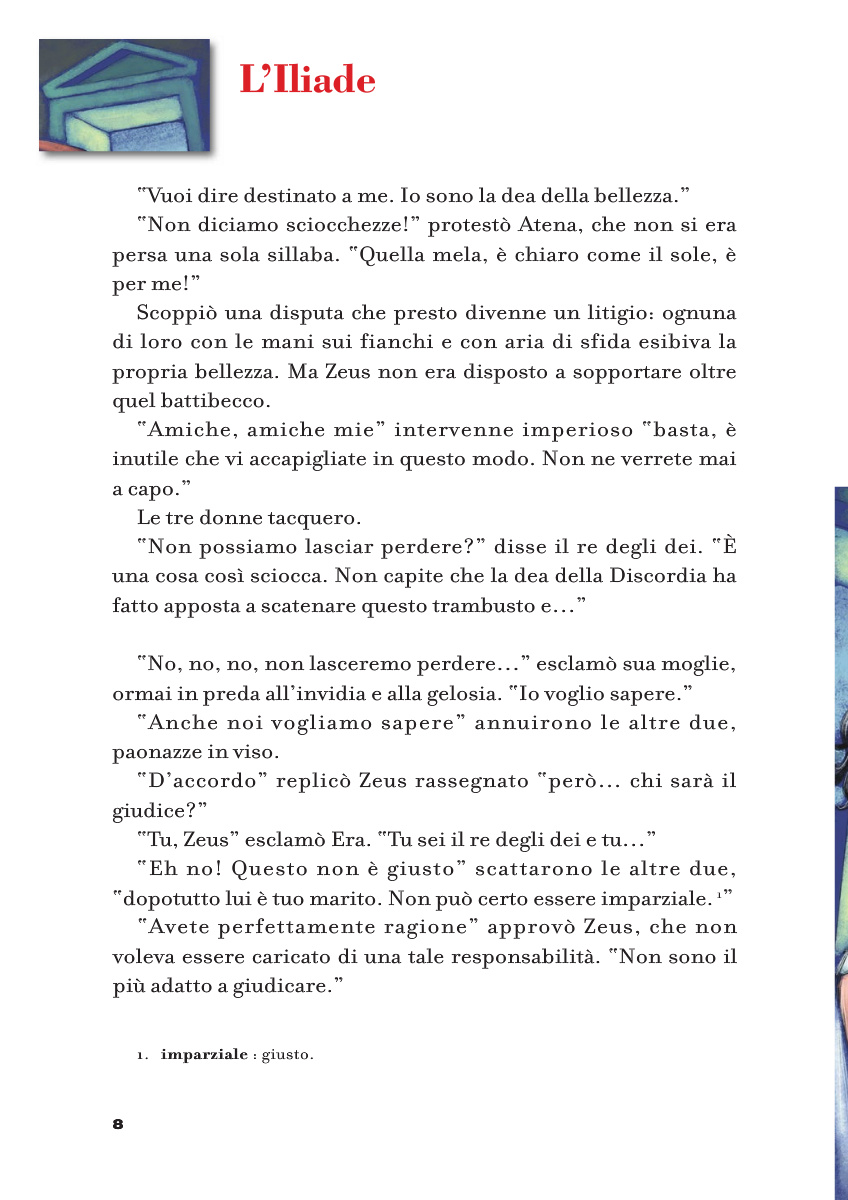 L'Iliade
"Vuoi dire destinato a me. Io sono la dea della bellezza."
"Non diciamo sciocchezze!" protestò Atena, che non si era
persa una sola sillaba. "Quella mela, è chiaro come il sole, è
per me!"
Scoppiò una disputa che presto divenne un litigio: ognuna
di loro con le mani sui fianchi e con aria di sfida esibiva la
propria bellezza. Ma Zeus non era disposto a sopportare oltre
quel battibecco.
"Amiche, amiche mie" intervenne imperioso "basta, è
inutile che vi accapigliate in questo modo. Non ne verrete mai
a capo."
Le tre donne tacquero.
"Non possiamo lasciar perdere?" disse il re degli dei. "È
una cosa così sciocca. Non capite che la dea della Discordia ha
fatto apposta a scatenare questo trambusto e..."
"No, no, no, non lasceremo perdere..." esclamò sua moglie,
ormai in preda all'invidia e alla gelosia. "Io voglio sapere."
"Anche noi vogliamo sapere" annuirono le altre due,
paonazze in viso.
"D'accordo" replicò Zeus rassegnato "però... chi sarà il
giudice?"
"Tu, Zeus" esclamò Era. "Tu sei il re degli dei e tu..."
"Eh no! Questo non è giusto" scattarono le altre due,
"dopotutto lui è tuo marito. Non può certo essere imparziale. ¹"
"Avete perfettamente ragione" approvò Zeus, che non
voleva essere caricato di una tale responsabilità. "Non sono il
più adatto a giudicare."
1. imparziale : giusto.
8